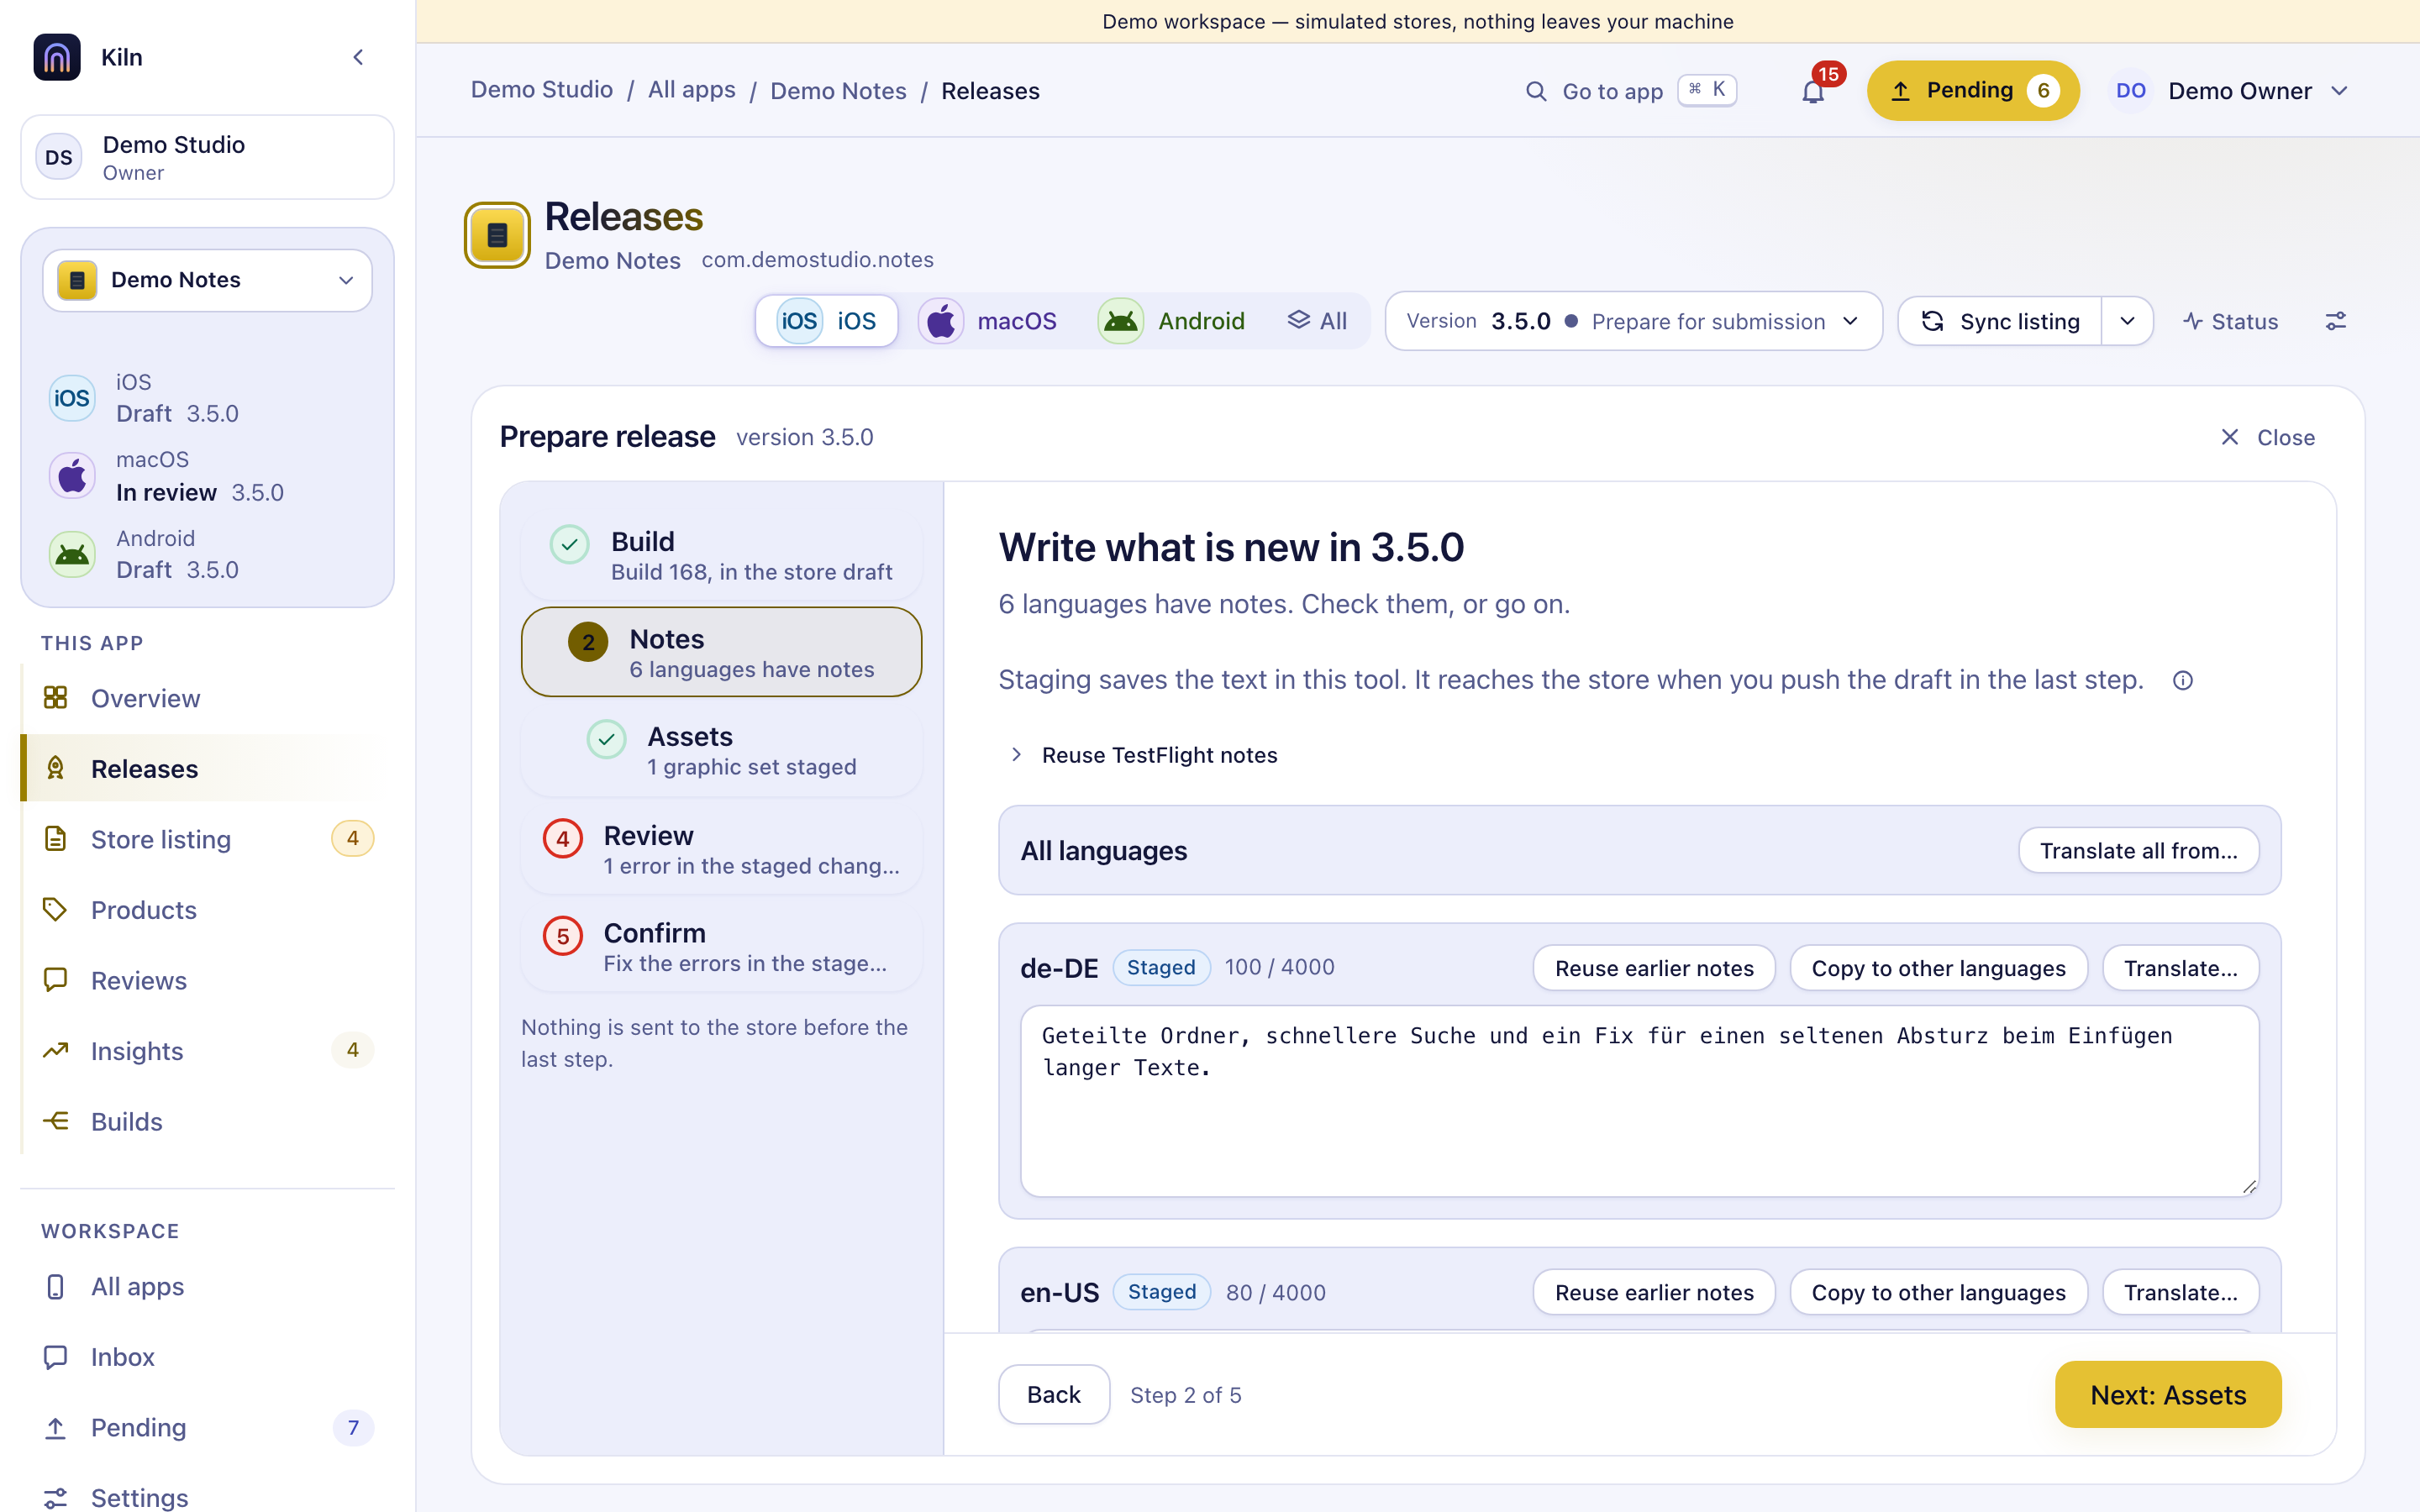 Demo workspace — simulated stores, nothing leaves your machine
Kiln
DS
Demo Studio
Owner
Demo Notes
iOS
iOS
Draft 3.5.0
macOS
In review 3.5.0
Android
Draft 3.5.0
THIS APP
Overview
Releases
Store listing 4
Products
Reviews
Insights 4
Builds
WORKSPACE
All apps
Inbox
Pending 7
Settings
Demo Studio / All apps / Demo Notes / Releases
Go to app ⌘ K
15
Pending 6
DO Demo Owner
Releases
Demo Notes com.demostudio.notes
iOS iOS macOS Android All
Version 3.5.0 Prepare for submission
Sync listing
Status
Prepare release version 3.5.0
Close
Build
Build 168, in the store draft
2 Notes
6 languages have notes
Assets
1 graphic set staged
4 Review
1 error in the staged chang...
5 Confirm
Fix the errors in the stage...
Nothing is sent to the store before the
last step.
Write what is new in 3.5.0
6 languages have notes. Check them, or go on.
Staging saves the text in this tool. It reaches the store when you push the draft in the last step.
Reuse TestFlight notes
All languages
Translate all from...
de-DE Staged 100 / 4000
Reuse earlier notes Copy to other languages Translate...
Geteilte Ordner, schnellere Suche und ein Fix für einen seltenen Absturz beim Einfügen
langer Texte.
en-US Staged 80 / 4000
Reuse earlier notes Copy to other languages Translate...
Back Step 2 of 5
Next: Assets